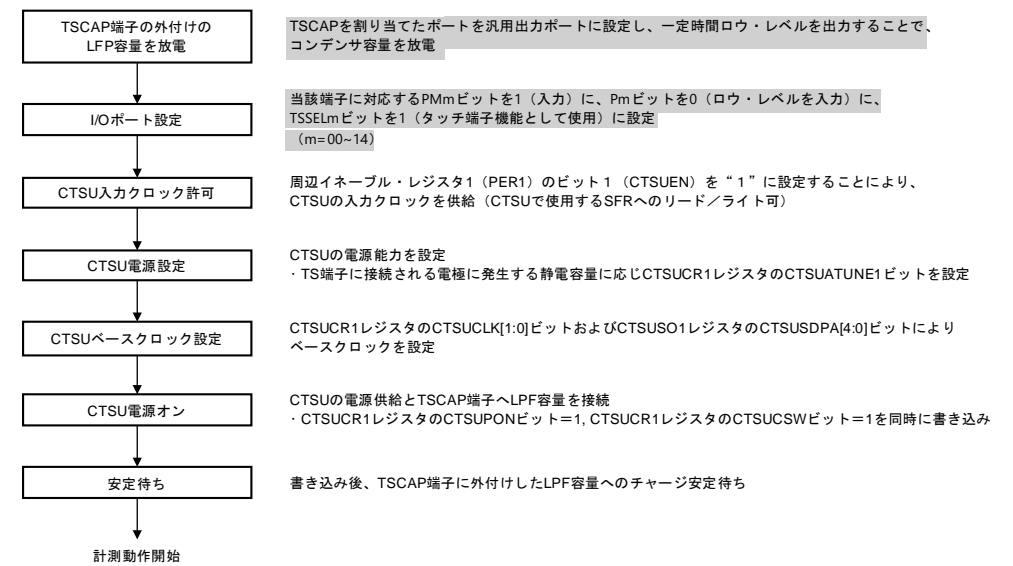 TSCAP端子の外付けの
LFP容量を放電
TSCAPを割り当てたポートを汎用出力ポートに設定し、一定時間ロウ・レベルを出力することで、
コンデンサ容量を放電
I/Oポート設定
当該端子に対応するPMmビットを1（入力）に、Pmビットを0（ロウ・レベルを入力）に、
TSSELmビットを1（タッチ端子機能として使用）に設定
（m=00~14）
CTSU入力クロック許可
周辺イネーブル・レジスタ1（PER1）のビット１（CTSUEN）を“１”に設定することにより、
CTSUの入力クロックを供給（CTSUで使用するSFRへのリード／ライト可）
CTSU電源設定
CTSUの電源能力を設定
・TS端子に接続される電極に発生する静電容量に応じCTSUCR1レジスタのCTSUATUNE1ビットを設定
CTSUベースクロック設定
CTSUCR1レジスタのCTSUCLK[1:0]ビットおよびCTSUSO1レジスタのCTSUSDPA[4:0]ビットにより
ベースクロックを設定
CTSU電源オン
CTSUの電源供給とTSCAP端子へLPF容量を接続
・CTSUCR1レジスタのCTSUPONビット＝1, CTSUCR1レジスタのCTSUCSWビット＝1を同時に書き込み
安定待ち
書き込み後、TSCAP端子に外付けしたLPF容量へのチャージ安定待ち
計測動作開始